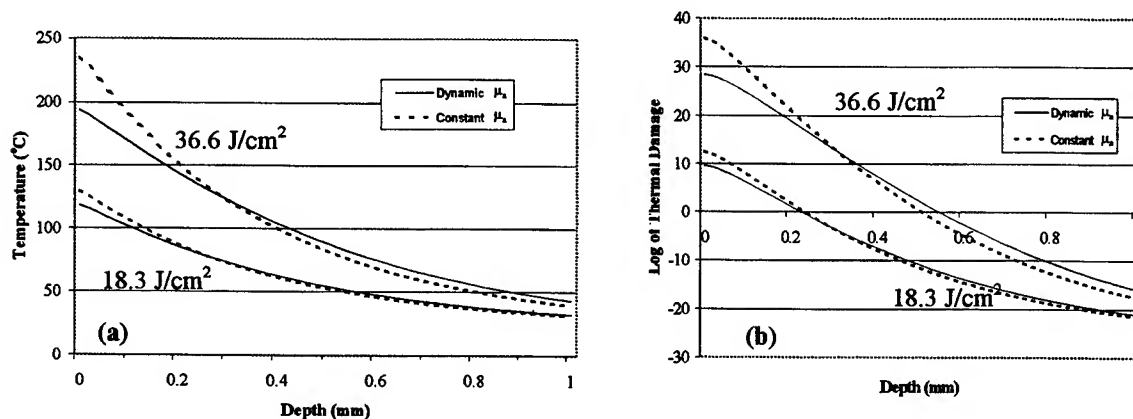 250
200
150
100
50
0
Temperature (°C)
Dynamic μa
Constant μa
36.6 J/cm2
18.3 J/cm2
(a)
0 0.2 0.4 0.6 0.8 1
Depth (mm)
40
30
20
10
0
-10
-20
-30
Log of Thermal Damage
Dynamic μa
Constant μa
36.6 J/cm2
0 0.2 0.4 0.6 0.8
18.3 J/cm2
(b)
Depth (mm)